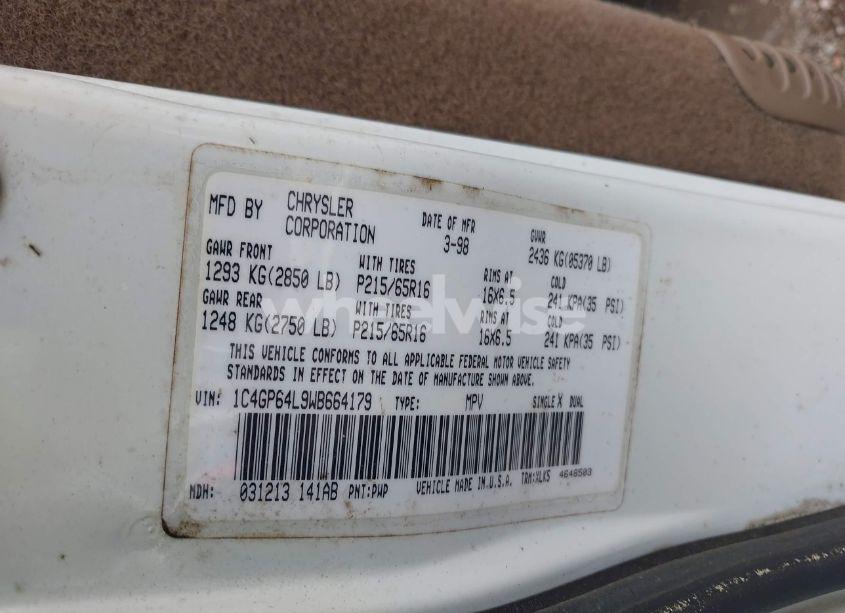 MFD BY CHRYSLER CORPORATION DATE OF MFR 3-98 GVWR 2436 KG(05370 LB)
GAWR FRONT WITH TIRES RIMS AT COLD
1293 KG(2850 LB) P215/65R16 16X6.5 241 KPA(35 PSI)
GAWR REAR WITH TIRES RIMS AT COLD
1248 KG(2750 LB) P215/65R16 16X6.5 241 KPA(35 PSI)
THIS VEHICLE CONFORMS TO ALL APPLICABLE FEDERAL MOTOR VEHICLE SAFETY
STANDARDS IN EFFECT ON THE DATE OF MANUFACTURE SHOWN ABOVE.
VIN: 1C4GP64L9WB664179 TYPE: MPV SINGLE X DUAL
MDH: 031213 141AB PNT:PWP VEHICLE MADE IN U.S.A. TRM:XLK5 4648503
wheelwise